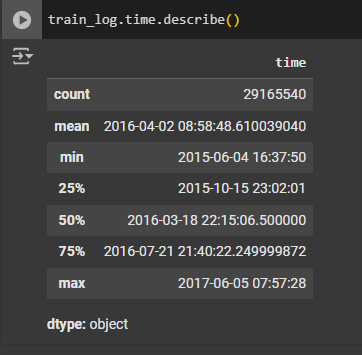 train_log.time.describe()
time
count 29165540
mean 2016-04-02 08:58:48.610039040
min 2015-06-04 16:37:50
25% 2015-10-15 23:02:01
50% 2016-03-18 22:15:06.500000
75% 2016-07-21 21:40:22.249999872
max 2017-06-05 07:57:28
dtype: object